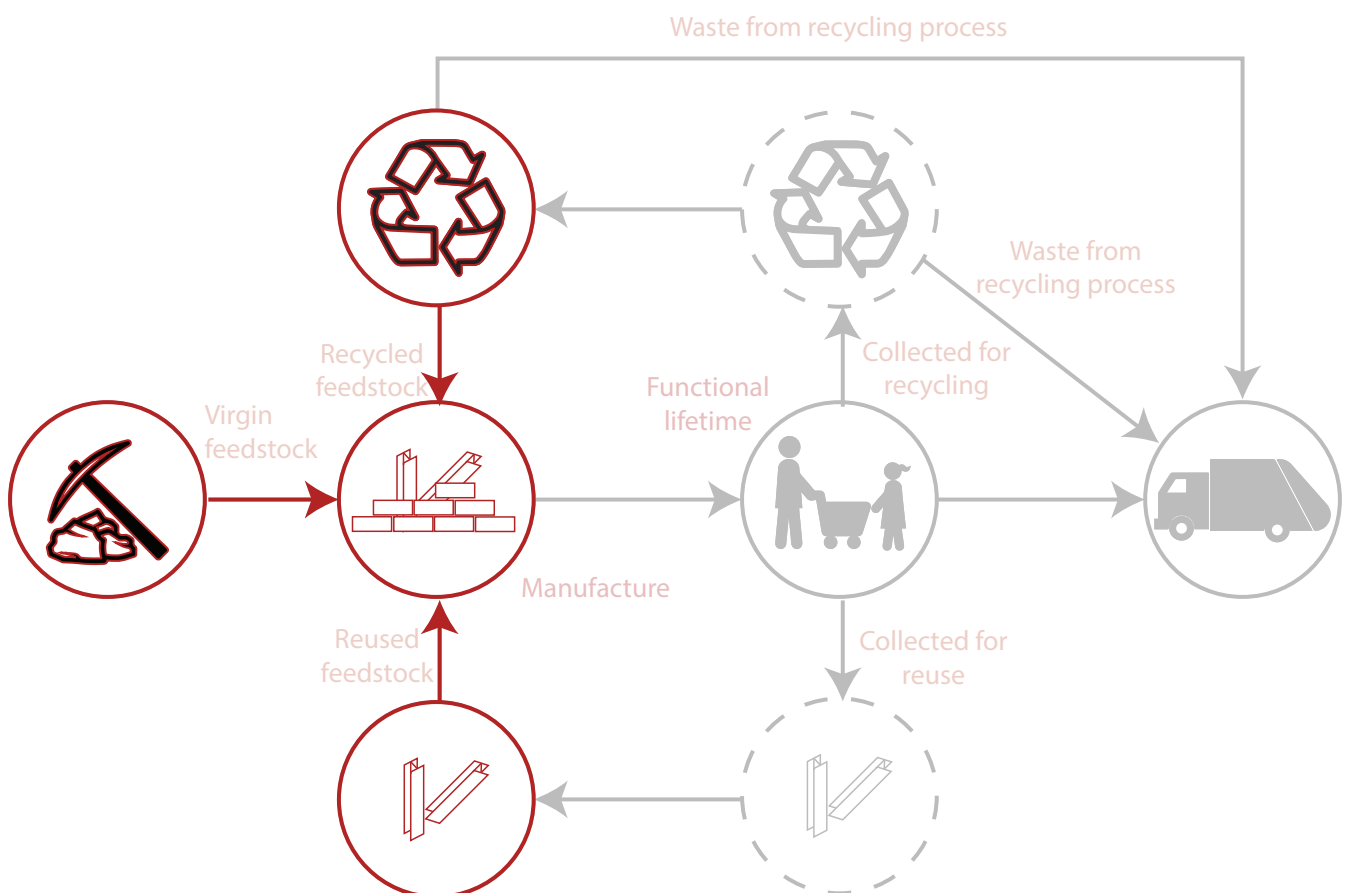 Waste from recycling process
Waste from
recycling process
Recycled
feedstock
Collected for
recycling
Functional
lifetime
Virgin
feedstock
Manufacture
Reused
feedstock
Collected for
reuse